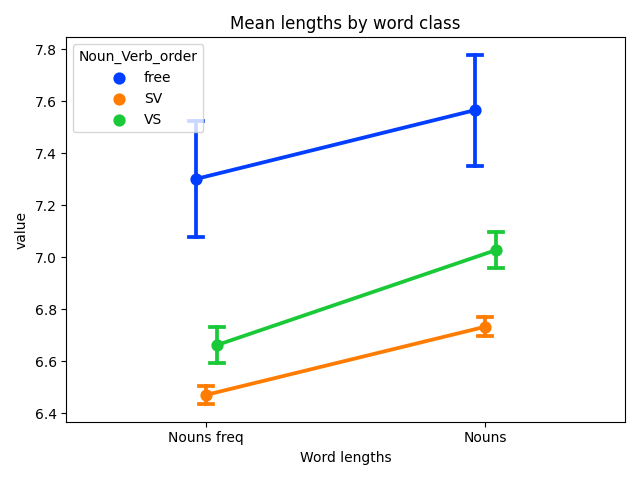 Mean lengths by word class
Noun_Verb_order
free
SV
VS
value
7.8
7.6
7.4
7.2
7.0
6.8
6.6
6.4
Nouns freq
Nouns
Word lengths